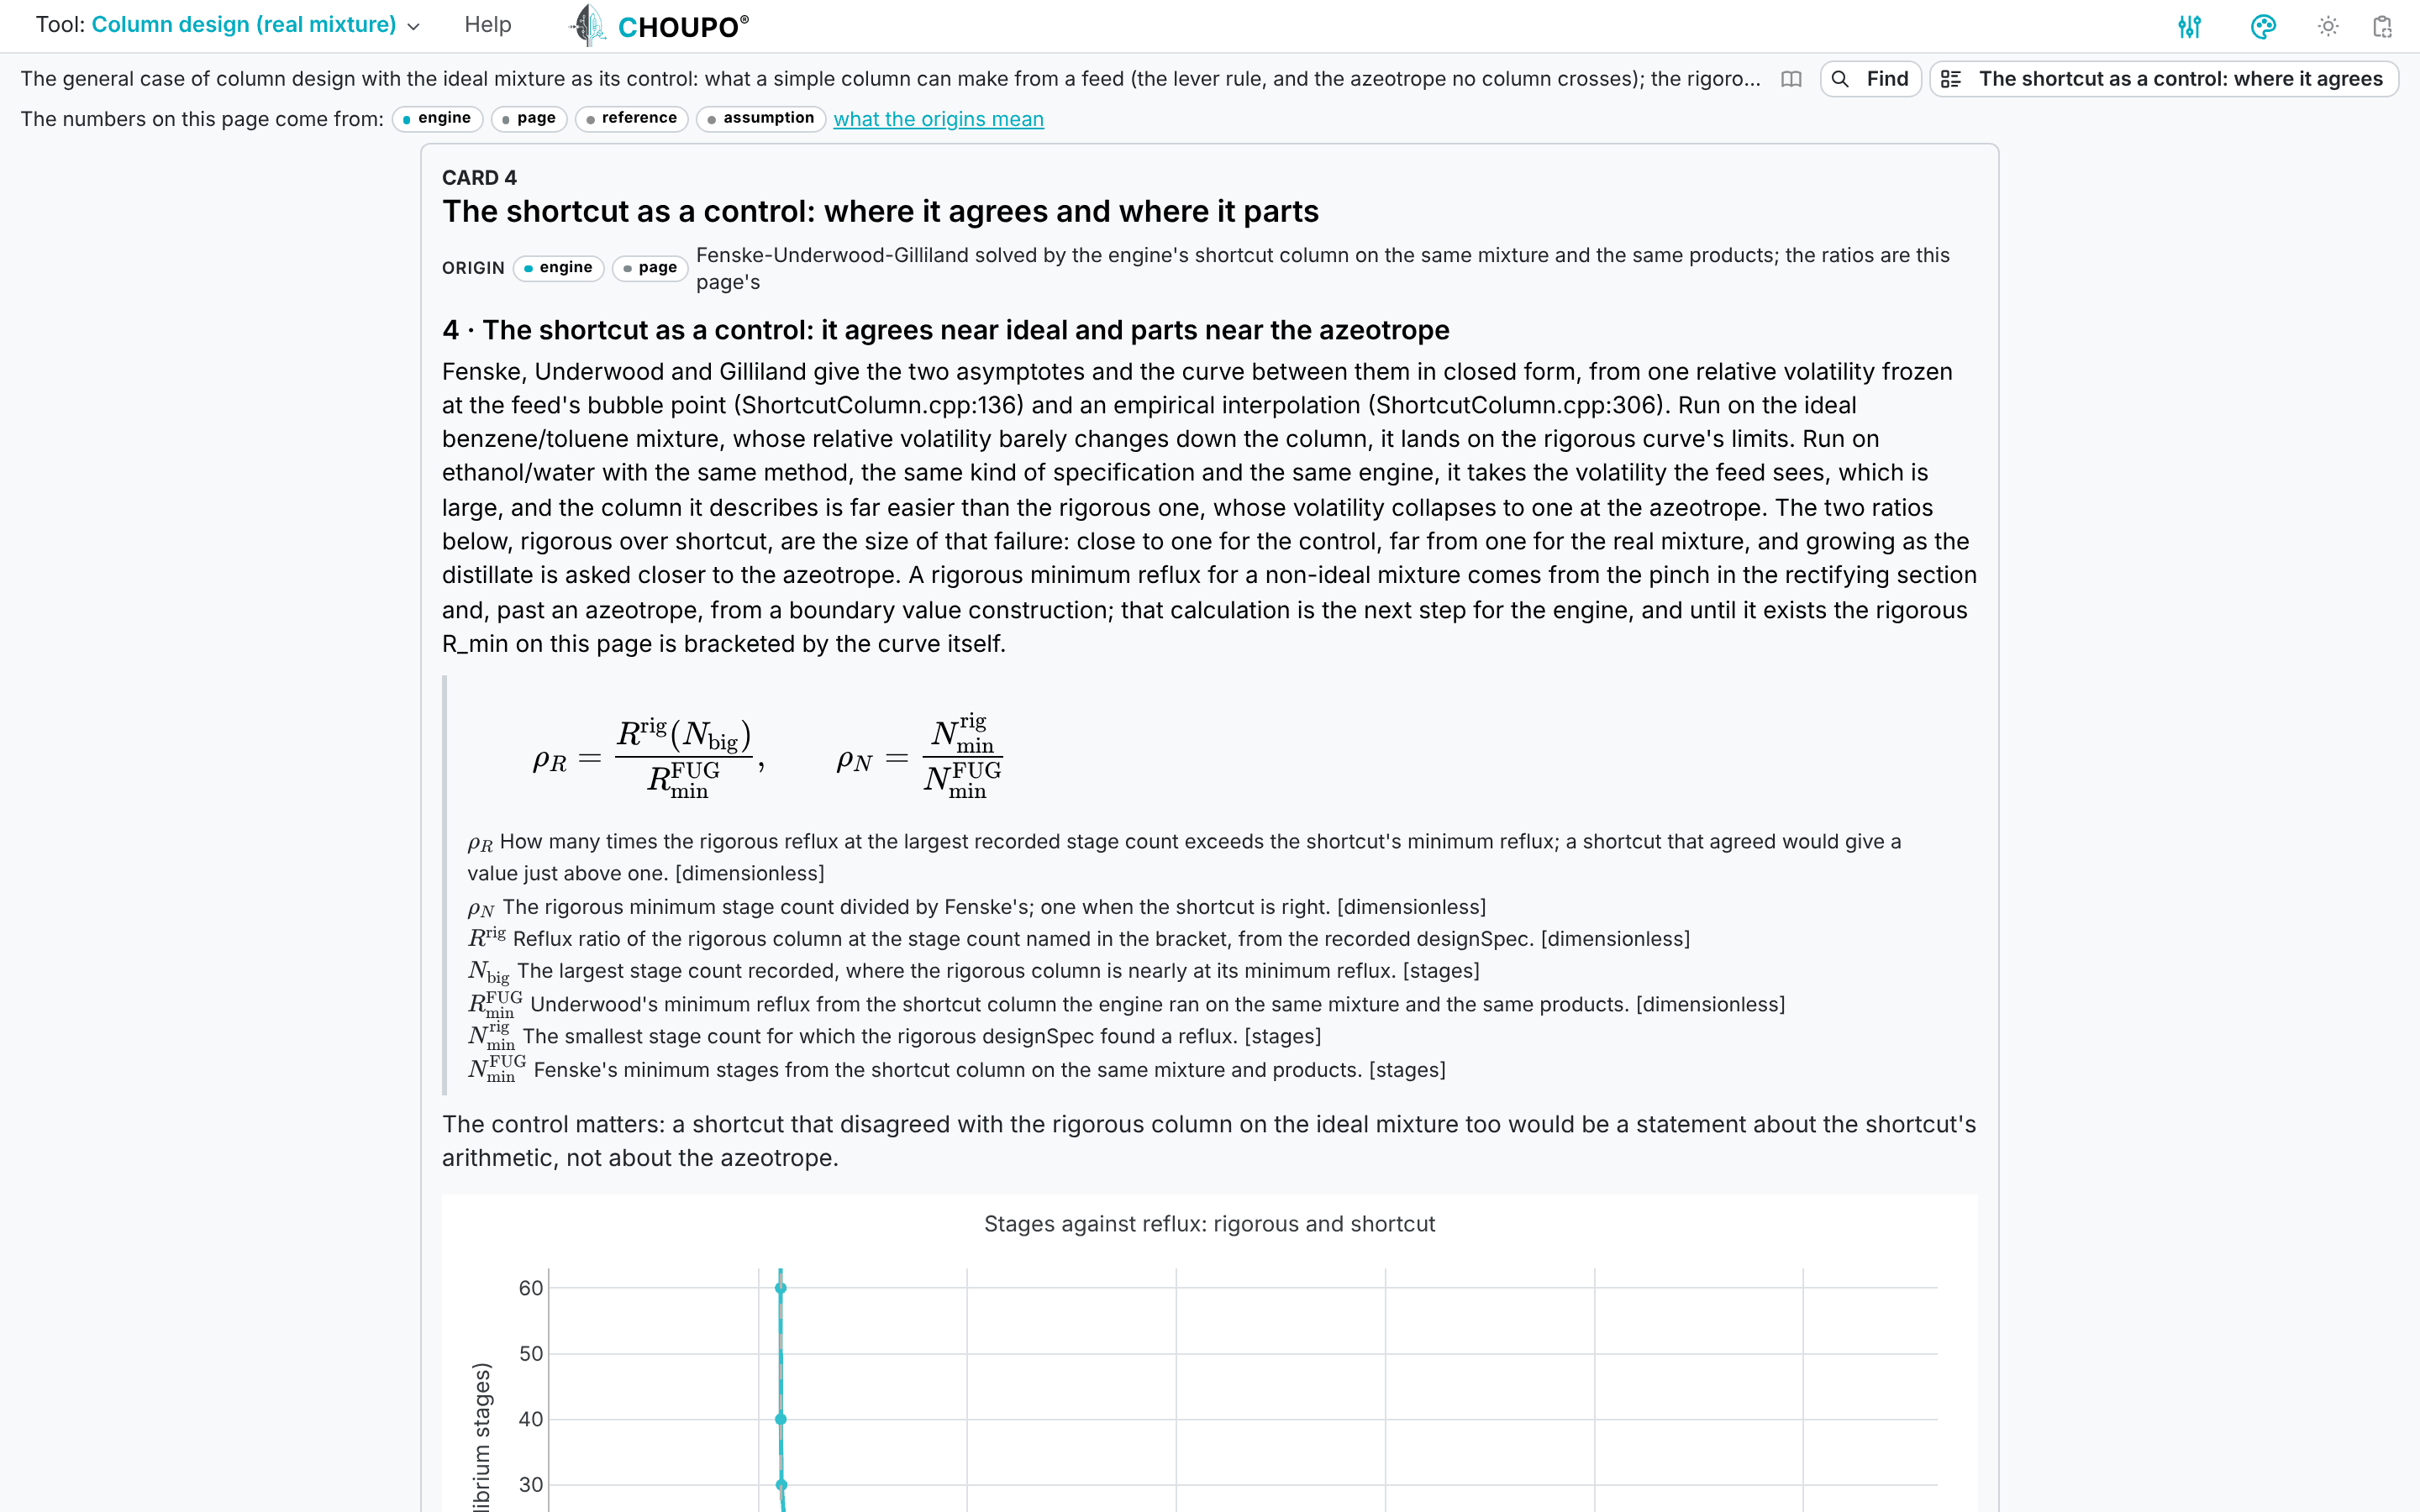 Tool: Column design (real mixture) Help CHOUPO®
The general case of column design with the ideal mixture as its control: what a simple column can make from a feed (the lever rule, and the azeotrope no column crosses); the rigoro... Find The shortcut as a control: where it agrees
The numbers on this page come from: engine page reference assumption what the origins mean
CARD 4
The shortcut as a control: where it agrees and where it parts
ORIGIN engine page Fenske-Underwood-Gilliland solved by the engine's shortcut column on the same mixture and the same products; the ratios are this
page's
4 · The shortcut as a control: it agrees near ideal and parts near the azeotrope
Fenske, Underwood and Gilliland give the two asymptotes and the curve between them in closed form, from one relative volatility frozen
at the feed's bubble point (ShortcutColumn.cpp:136) and an empirical interpolation (ShortcutColumn.cpp:306). Run on the ideal
benzene/toluene mixture, whose relative volatility barely changes down the column, it lands on the rigorous curve's limits. Run on
ethanol/water with the same method, the same kind of specification and the same engine, it takes the volatility the feed sees, which is
large, and the column it describes is far easier than the rigorous one, whose volatility collapses to one at the azeotrope. The two ratios
below, rigorous over shortcut, are the size of that failure: close to one for the control, far from one for the real mixture, and growing as the
distillate is asked closer to the azeotrope. A rigorous minimum reflux for a non-ideal mixture comes from the pinch in the rectifying section
and, past an azeotrope, from a boundary value construction; that calculation is the next step for the engine, and until it exists the rigorous
R_min on this page is bracketed by the curve itself.
ρ_R = R^rig(N_big) / R_min^FUG, ρ_N = N_min^rig / N_min^FUG
ρ_R How many times the rigorous reflux at the largest recorded stage count exceeds the shortcut's minimum reflux; a shortcut that agreed would give a
value just above one. [dimensionless]
ρ_N The rigorous minimum stage count divided by Fenske's; one when the shortcut is right. [dimensionless]
R^rig Reflux ratio of the rigorous column at the stage count named in the bracket, from the recorded designSpec. [dimensionless]
N_big The largest stage count recorded, where the rigorous column is nearly at its minimum reflux. [stages]
R_min^FUG Underwood's minimum reflux from the shortcut column the engine ran on the same mixture and the same products. [dimensionless]
N_min^rig The smallest stage count for which the rigorous designSpec found a reflux. [stages]
N_min^FUG Fenske's minimum stages from the shortcut column on the same mixture and products. [stages]
The control matters: a shortcut that disagreed with the rigorous column on the ideal mixture too would be a statement about the shortcut's
arithmetic, not about the azeotrope.
Stages against reflux: rigorous and shortcut
60
50
40
30
librium stages)